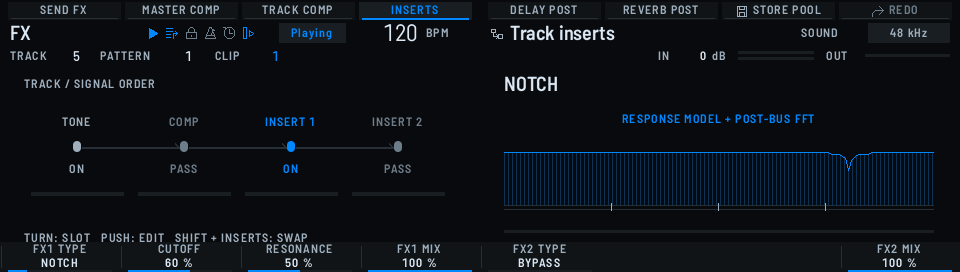 SEND FX MASTER COMP TRACK COMP INSERTS DELAY POST REVERB POST STORE POOL REDO
FX Playing 120 BPM Track inserts SOUND 48 kHz
TRACK 5 PATTERN 1 CLIP 1 IN 0 dB OUT
TRACK / SIGNAL ORDER NOTCH
TONE COMP INSERT 1 INSERT 2 RESPONSE MODEL + POST-BUS FFT
ON PASS ON PASS
TURN: SLOT PUSH: EDIT SHIFT + INSERTS: SWAP
FX1 TYPE CUTOFF RESONANCE FX1 MIX FX2 TYPE FX2 MIX
NOTCH 60 % 50 % 100 % BYPASS 100 %